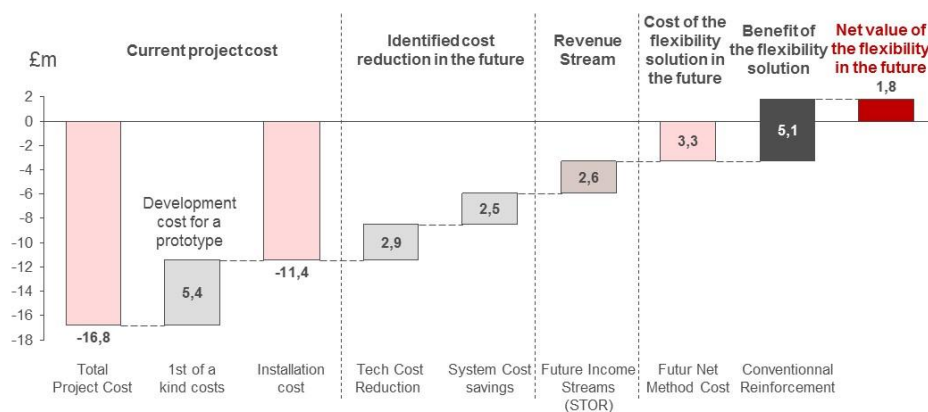 Current project cost
Identified cost
reduction in the future
Revenue
Stream
Cost of the
flexibility
solution in
the future
Benefit of
the flexibility
solution
Net value of
the flexibility
in the future
£m
2
0
-2
-4
-6
-8
-10
-12
-14
-16
-18
-16,8
Development
cost for a
prototype
5,4
-11,4
2,9
2,5
2,6
3,3
5,1
1,8
Total
Project Cost
1st of a
kind costs
Installation
cost
Tech Cost
Reduction
System Cost
savings
Future Income
Streams
(STOR)
Futur Net
Method Cost
Conventionnal
Reinforcement